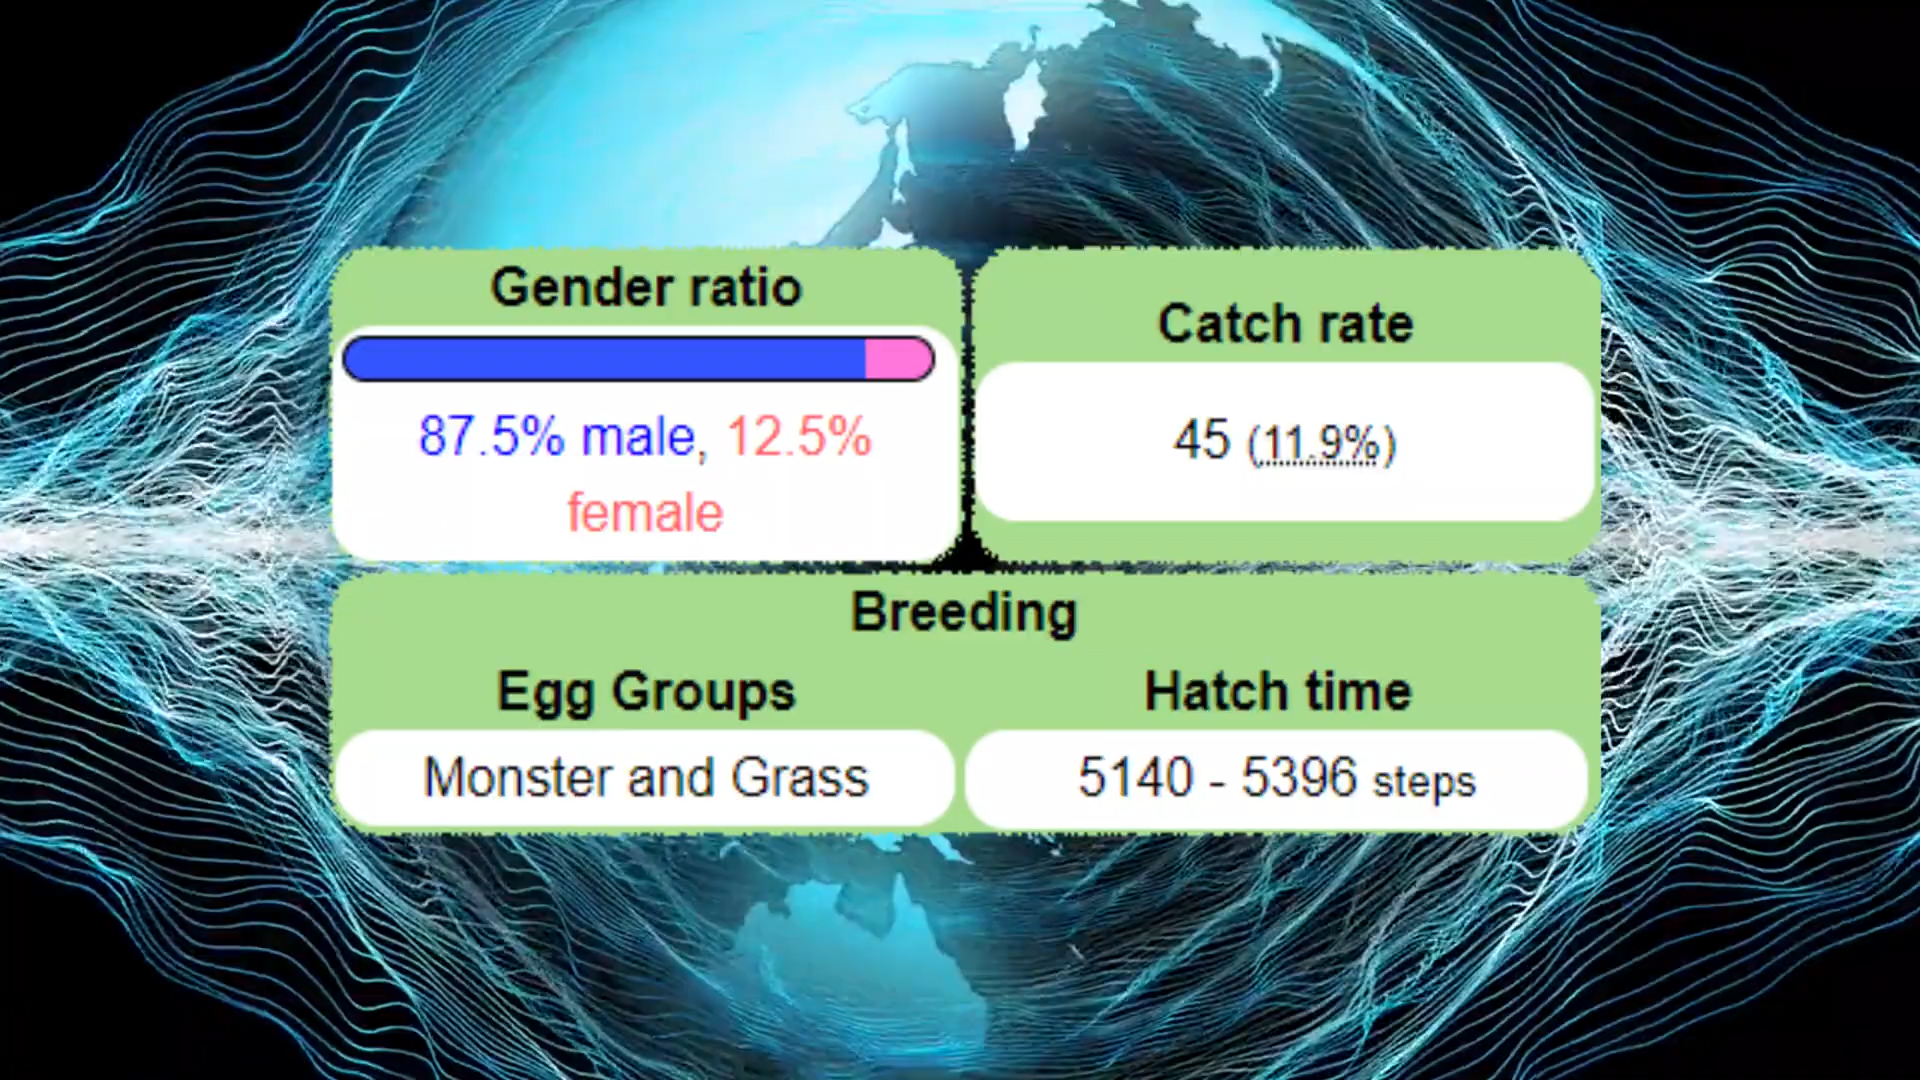 Gender ratio
87.5% male, 12.5%
female
Catch rate
45 (11.9%)
Breeding
Egg Groups
Monster and Grass
Hatch time
5140 - 5396 steps